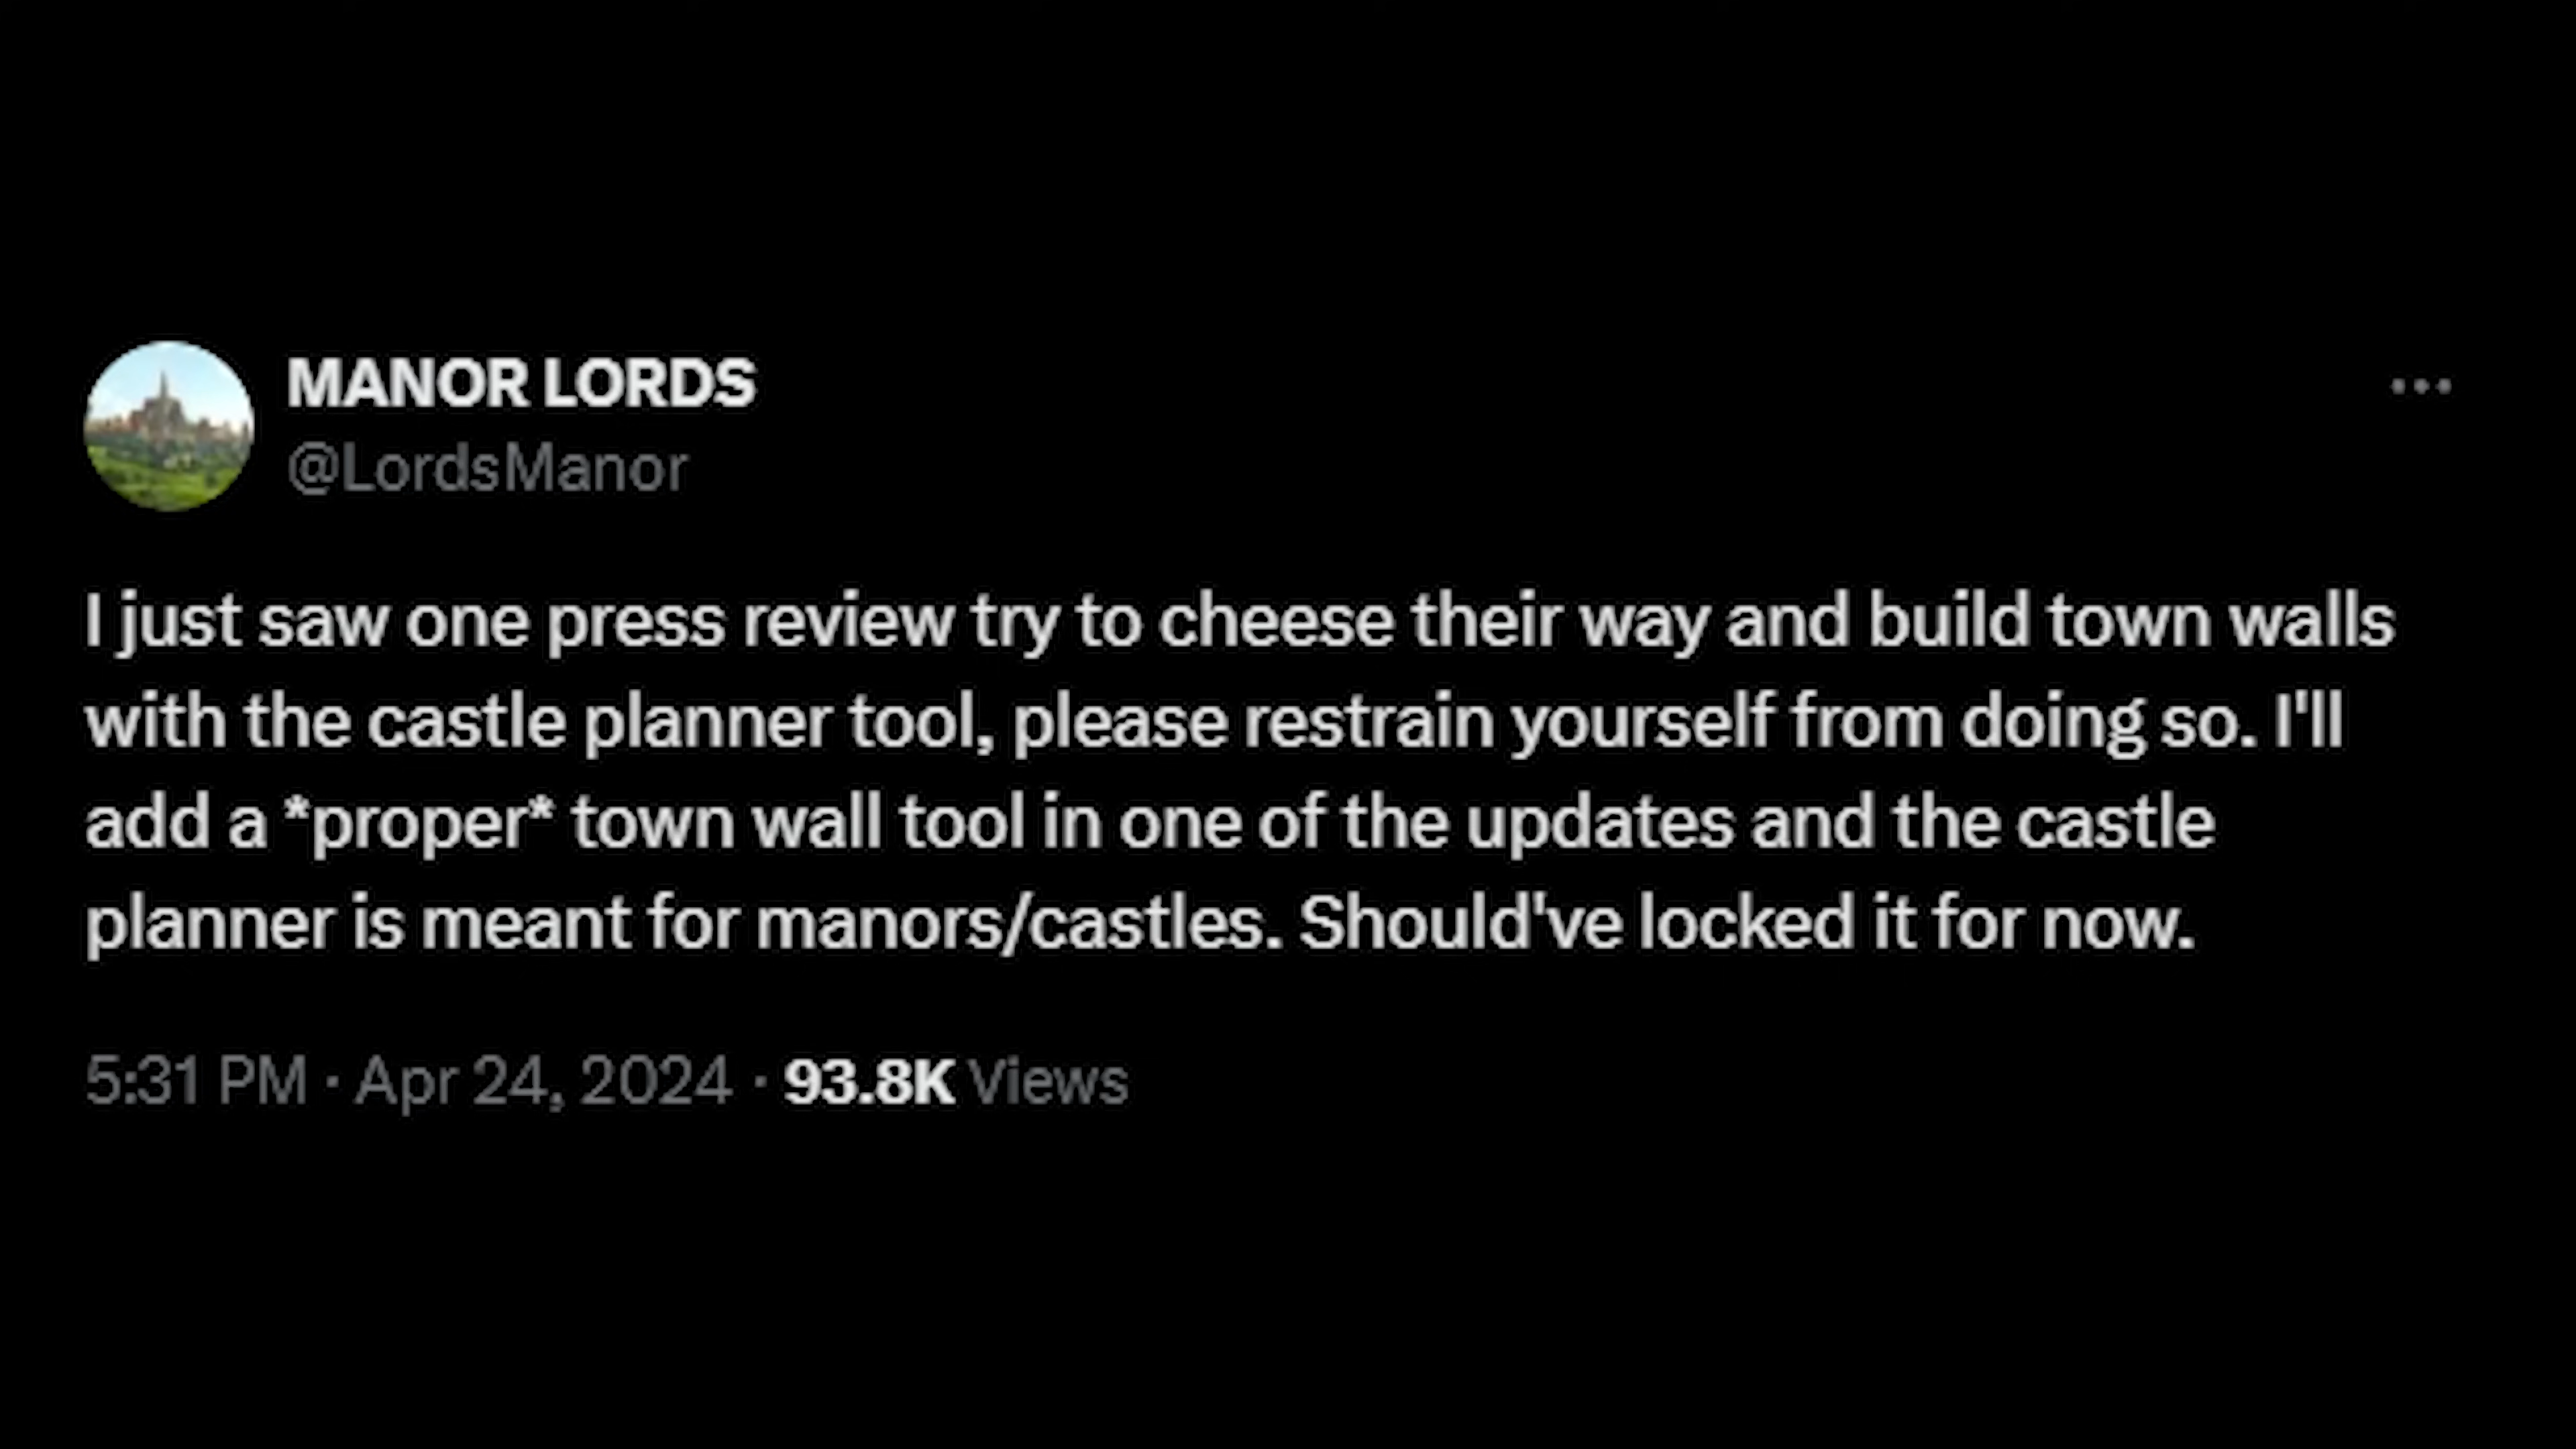 MANOR LORDS
@LordsManor
I just saw one press review try to cheese their way and build town walls
with the castle planner tool, please restrain yourself from doing so. I'll
add a *proper* town wall tool in one of the updates and the castle
planner is meant for manors/castles. Should've locked it for now.
5:31 PM · Apr 24, 2024 · 93.8K Views